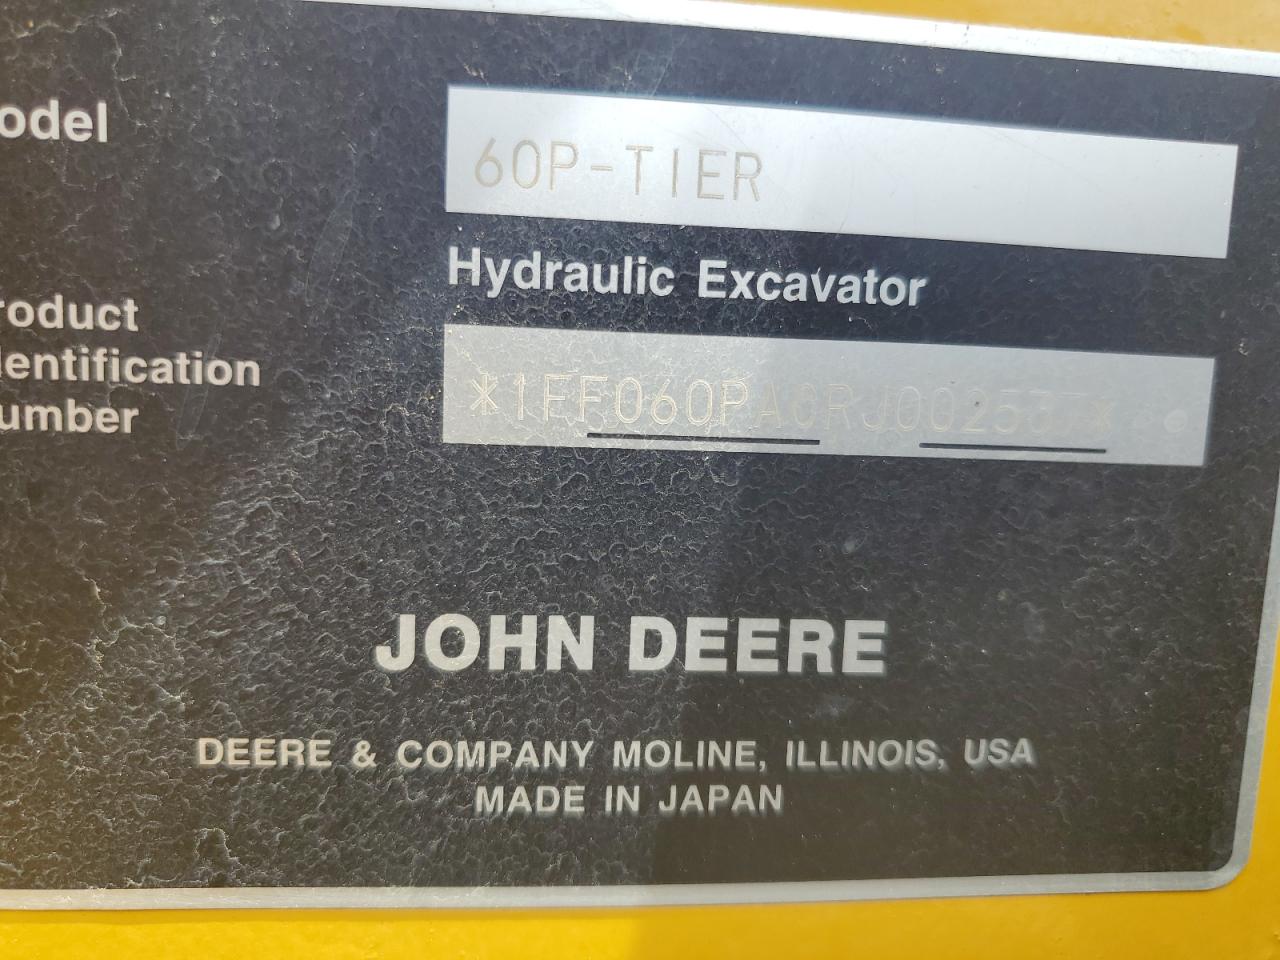 odel
60P-TIER
Hydraulic Excavator
roduct
dentification
umber
JOHN DEERE
DEERE & COMPANY MOLINE, ILLINOIS, USA
MADE IN JAPAN